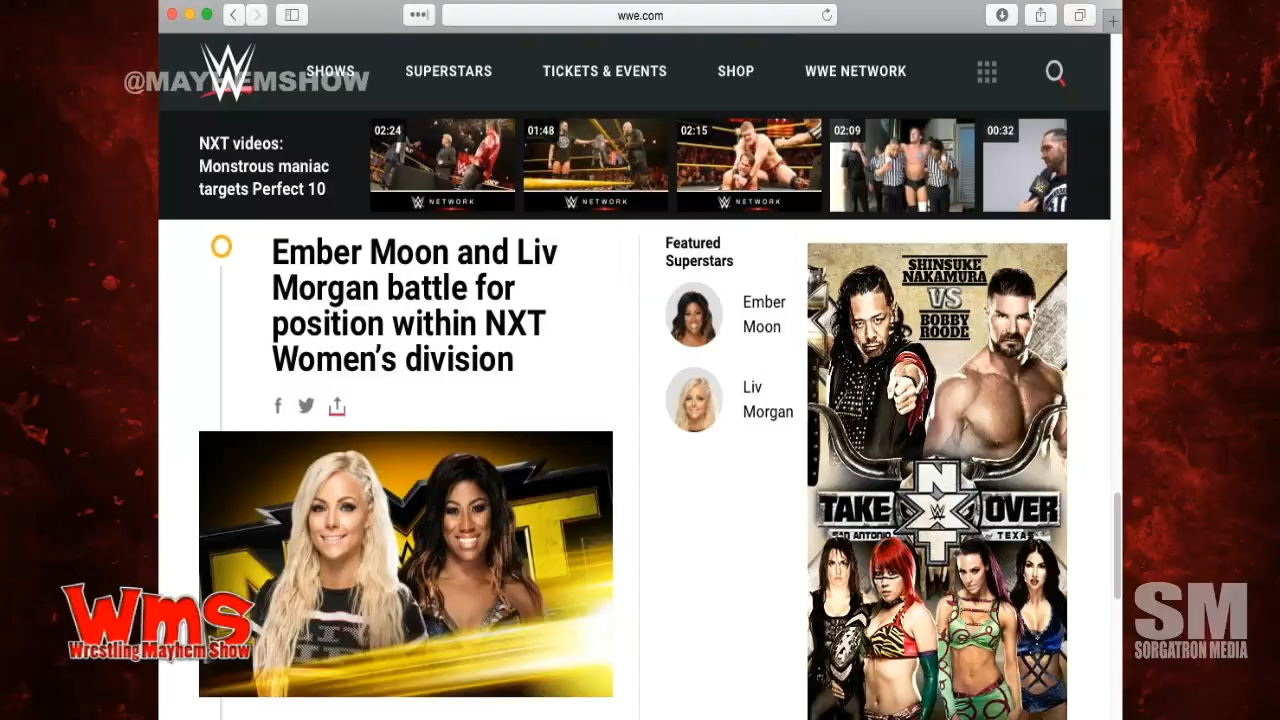 wwe.com
@MAYHEMSHOW
SHOWS
SUPERSTARS
TICKETS & EVENTS
SHOP
WWE NETWORK
NXT videos:
Monstrous maniac
targets Perfect 10
02:24
01:48
02:15
02:09
00:32
NETWORK
NETWORK
NETWORK
Ember Moon and Liv
Morgan battle for
position within NXT
Women's division
Featured
Superstars
Ember
Moon
Liv
Morgan
SHINSUKE
NAKAMURA
VS
BOBBY
ROODE
NXT
TAKE OVER
SAN ANTONIO TEXAS
NXT
WMS
Wrestling Mayhem Show
SM
SORGATRON MEDIA